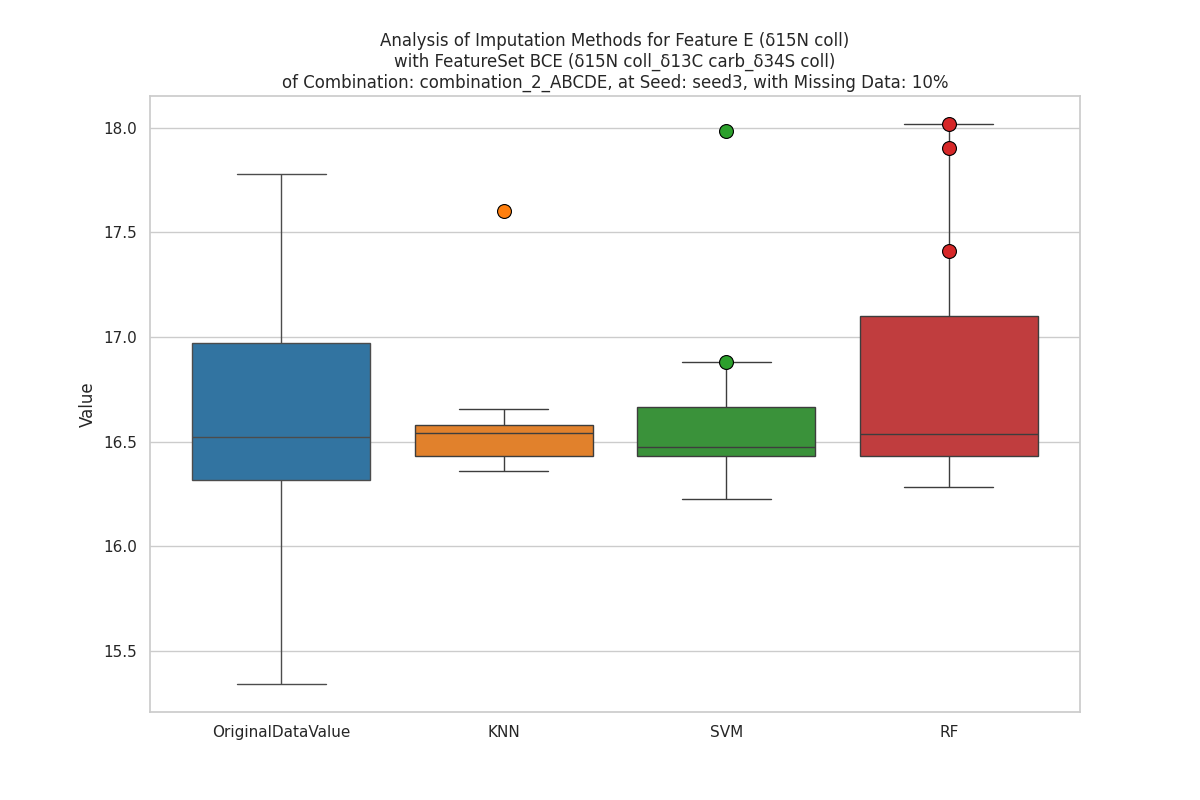 Analysis of Imputation Methods for Feature E (δ15N coll)
with FeatureSet BCE (δ15N coll_δ13C carb_δ34S coll)
of Combination: combination_2_ABCDE, at Seed: seed3, with Missing Data: 10%
Value
18.0
17.5
17.0
16.5
16.0
15.5
OriginalDataValue
KNN
SVM
RF